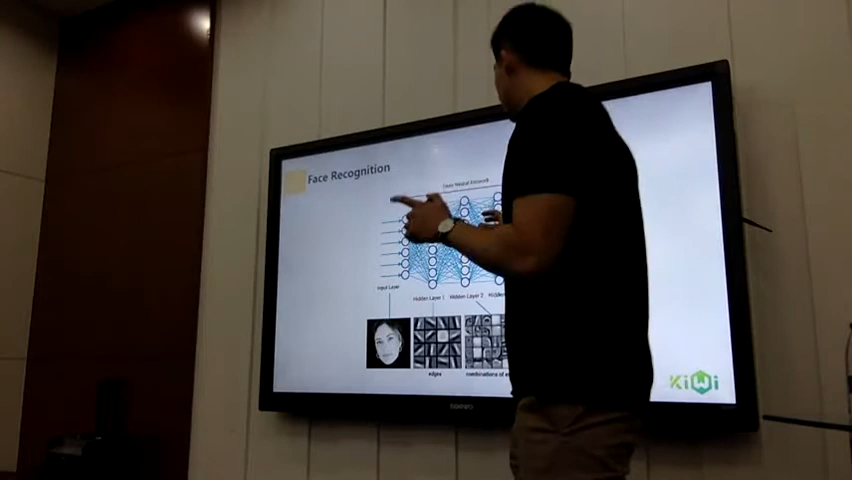 Face Recognition
Deep Neural Network
Input Layer
Hidden Layer 1
Hidden Layer 2
edges
combinations of
KiWi